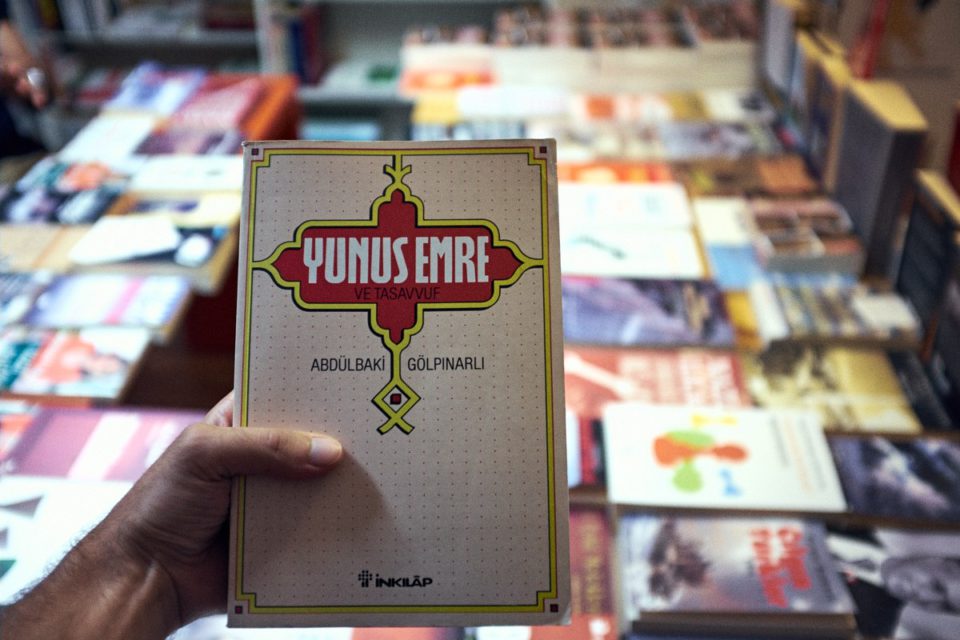 YUNUS EMRE
VE TASAVVUF
ABDÜLBAKİ GÖLPINARLI
İNKILÂP